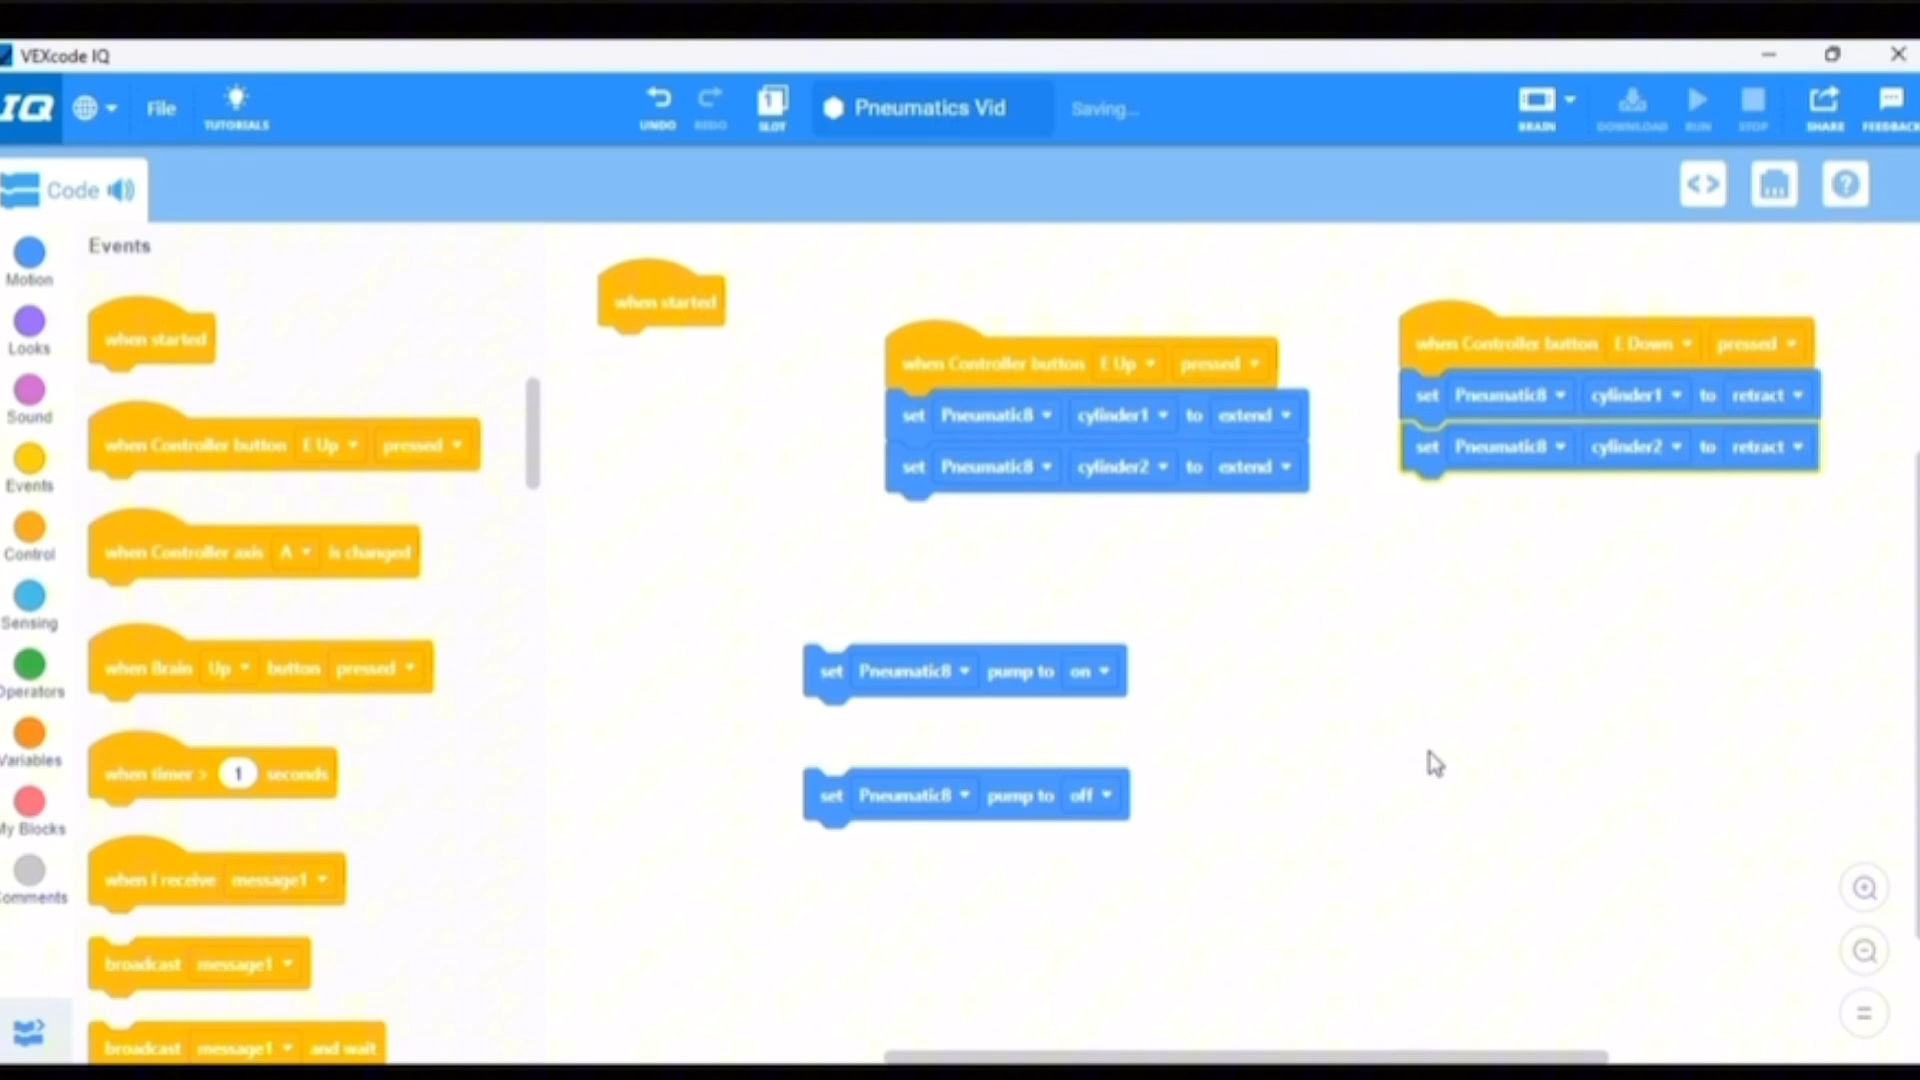 VEXcode IQ
IQ
File
TUTORIALS
UNDO
REDO
1
SLOT
Pneumatics Vid
Saving...
BRAIN
DOWNLOAD
RUN
STOP
SHARE
FEEDBACK
Code
Motion
Looks
Sound
Events
Control
Sensing
Operators
Variables
My Blocks
Comments
Events
when started
when Controller button E Up pressed
when Controller axis A is changed
when Brain Up button pressed
when timer > 1 seconds
when I receive message1
broadcast message1
broadcast message1 and wait
when started
when Controller button E Up pressed
set Pneumatic8 cylinder1 to extend
set Pneumatic8 cylinder2 to extend
when Controller button E Down pressed
set Pneumatic8 cylinder1 to retract
set Pneumatic8 cylinder2 to retract
set Pneumatic8 pump to on
set Pneumatic8 pump to off